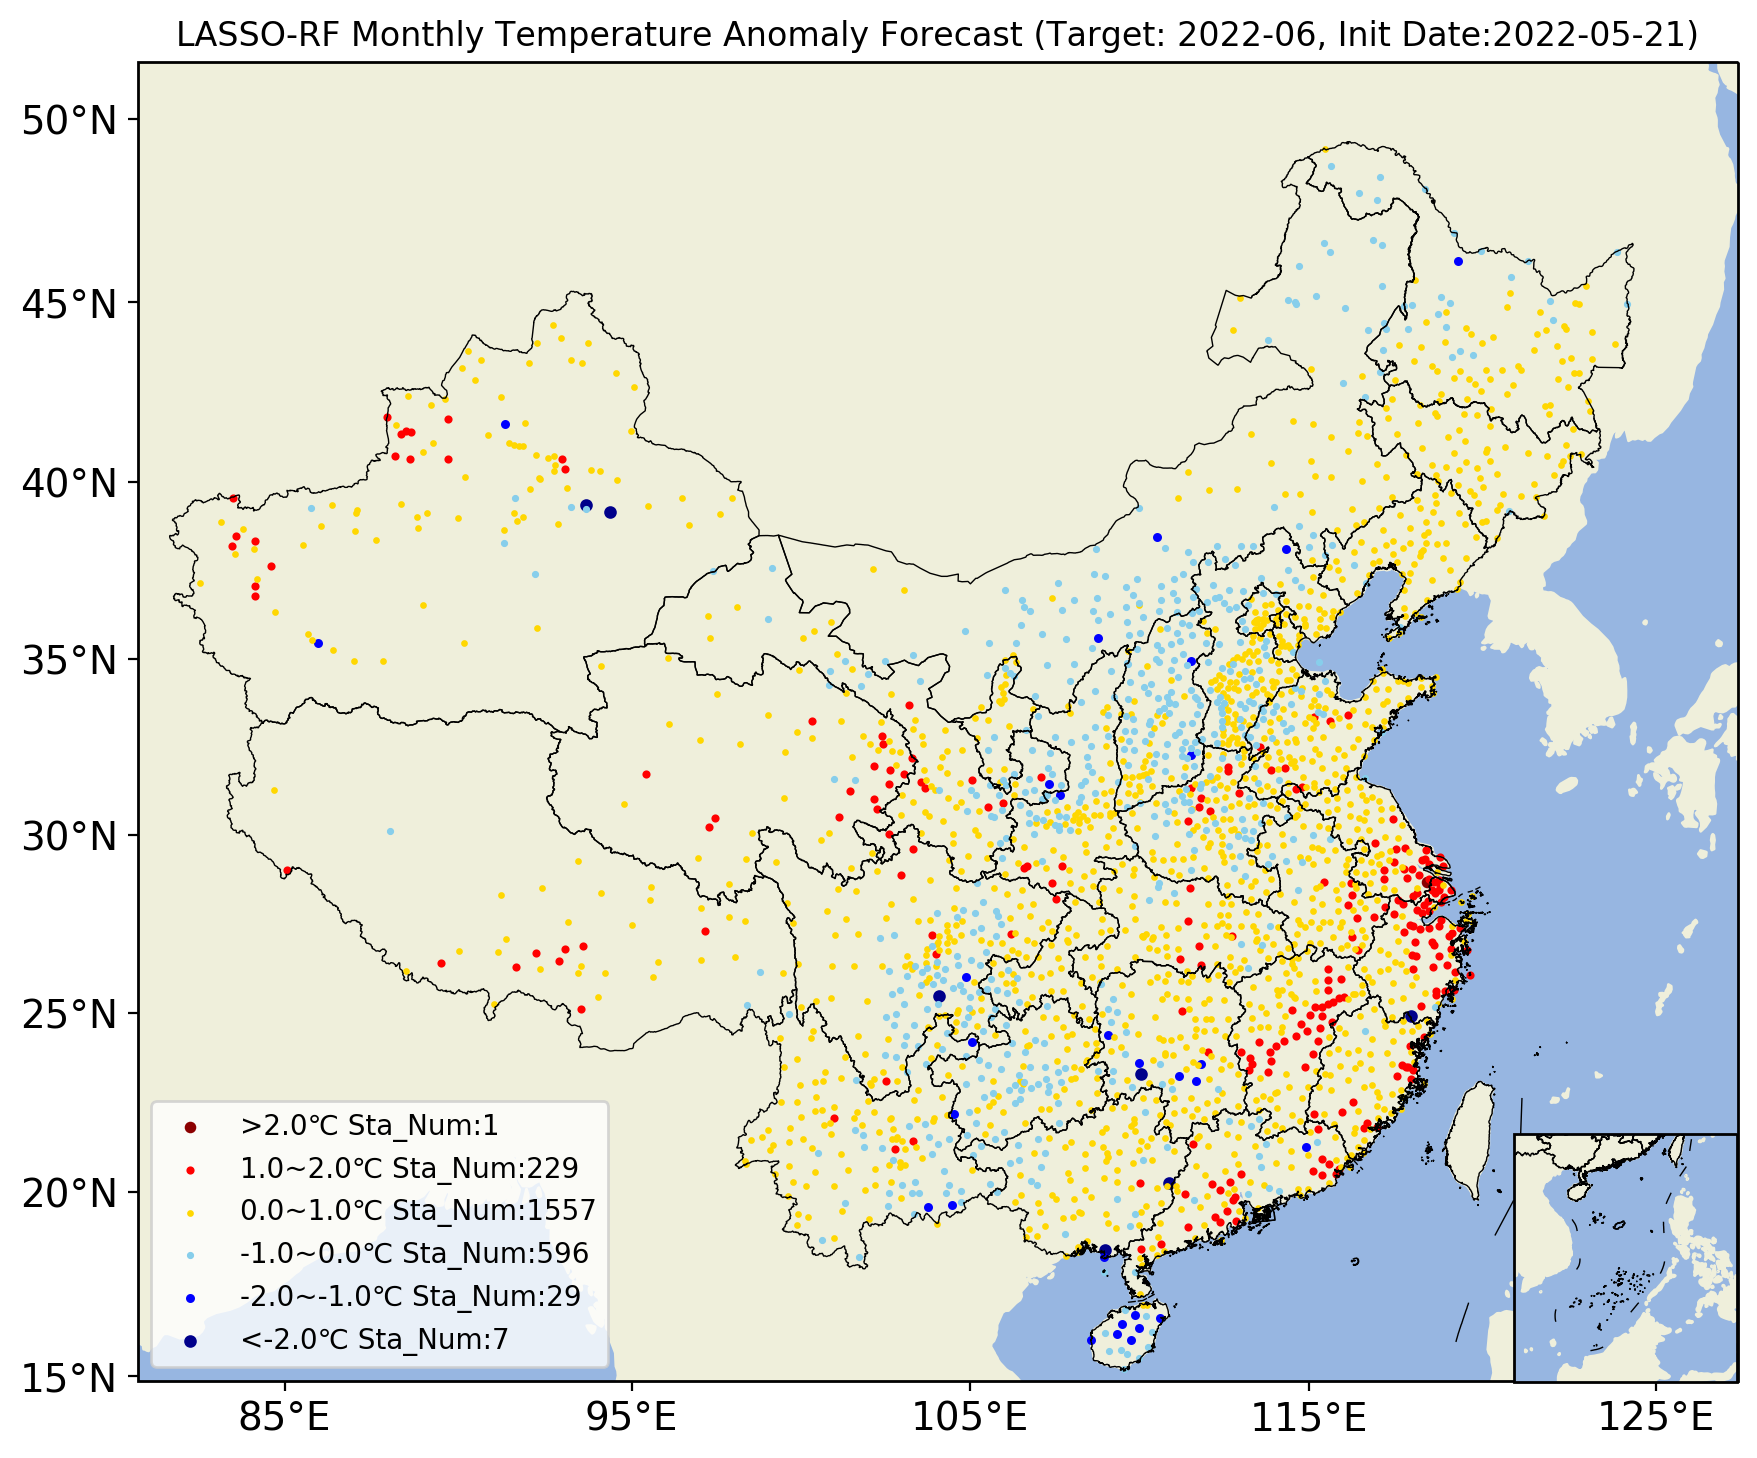 LASSO-RF Monthly Temperature Anomaly Forecast (Target: 2022-06, Init Date:2022-05-21)
50°N
45°N
40°N
35°N
30°N
25°N
20°N
15°N
>2.0℃ Sta_Num:1
1.0~2.0℃ Sta_Num:229
0.0~1.0℃ Sta_Num:1557
-1.0~0.0℃ Sta_Num:596
-2.0~-1.0℃ Sta_Num:29
<-2.0℃ Sta_Num:7
85°E
95°E
105°E
115°E
125°E